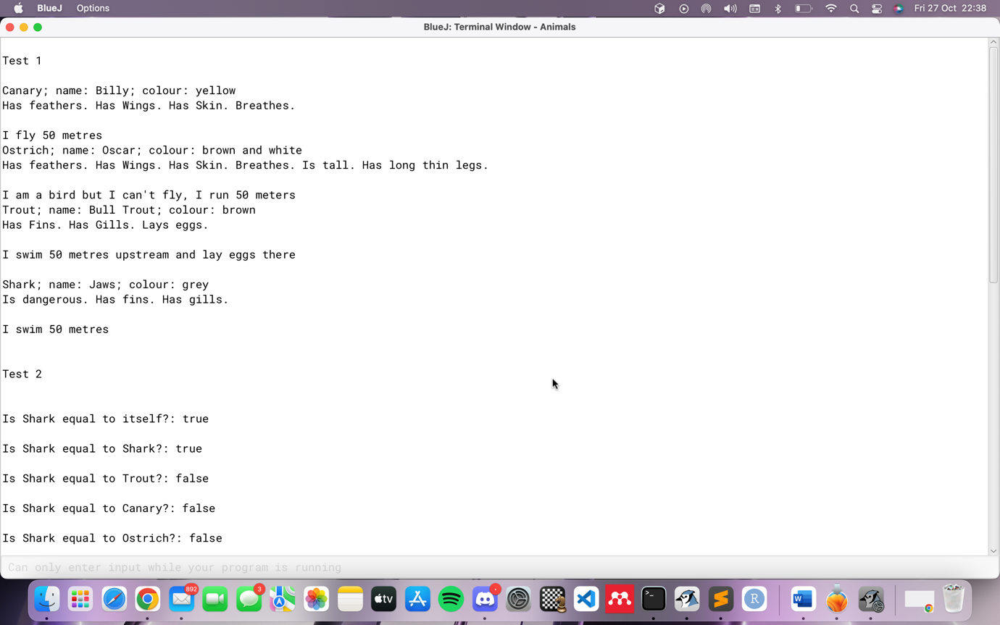 BlueJ Options Fri 27 Oct 22:38
BlueJ: Terminal Window - Animals
Test 1
Canary; name: Billy; colour: yellow
Has feathers. Has Wings. Has Skin. Breathes.
I fly 50 metres
Ostrich; name: Oscar; colour: brown and white
Has feathers. Has Wings. Has Skin. Breathes. Is tall. Has long thin legs.
I am a bird but I can't fly, I run 50 meters
Trout; name: Bull Trout; colour: brown
Has Fins. Has Gills. Lays eggs.
I swim 50 metres upstream and lay eggs there
Shark; name: Jaws; colour: grey
Is dangerous. Has fins. Has gills.
I swim 50 metres
Test 2
Is Shark equal to itself?: true
Is Shark equal to Shark?: true
Is Shark equal to Trout?: false
Is Shark equal to Canary?: false
Is Shark equal to Ostrich?: false
Can only enter input while your program is running
892 3 tv >_ R W